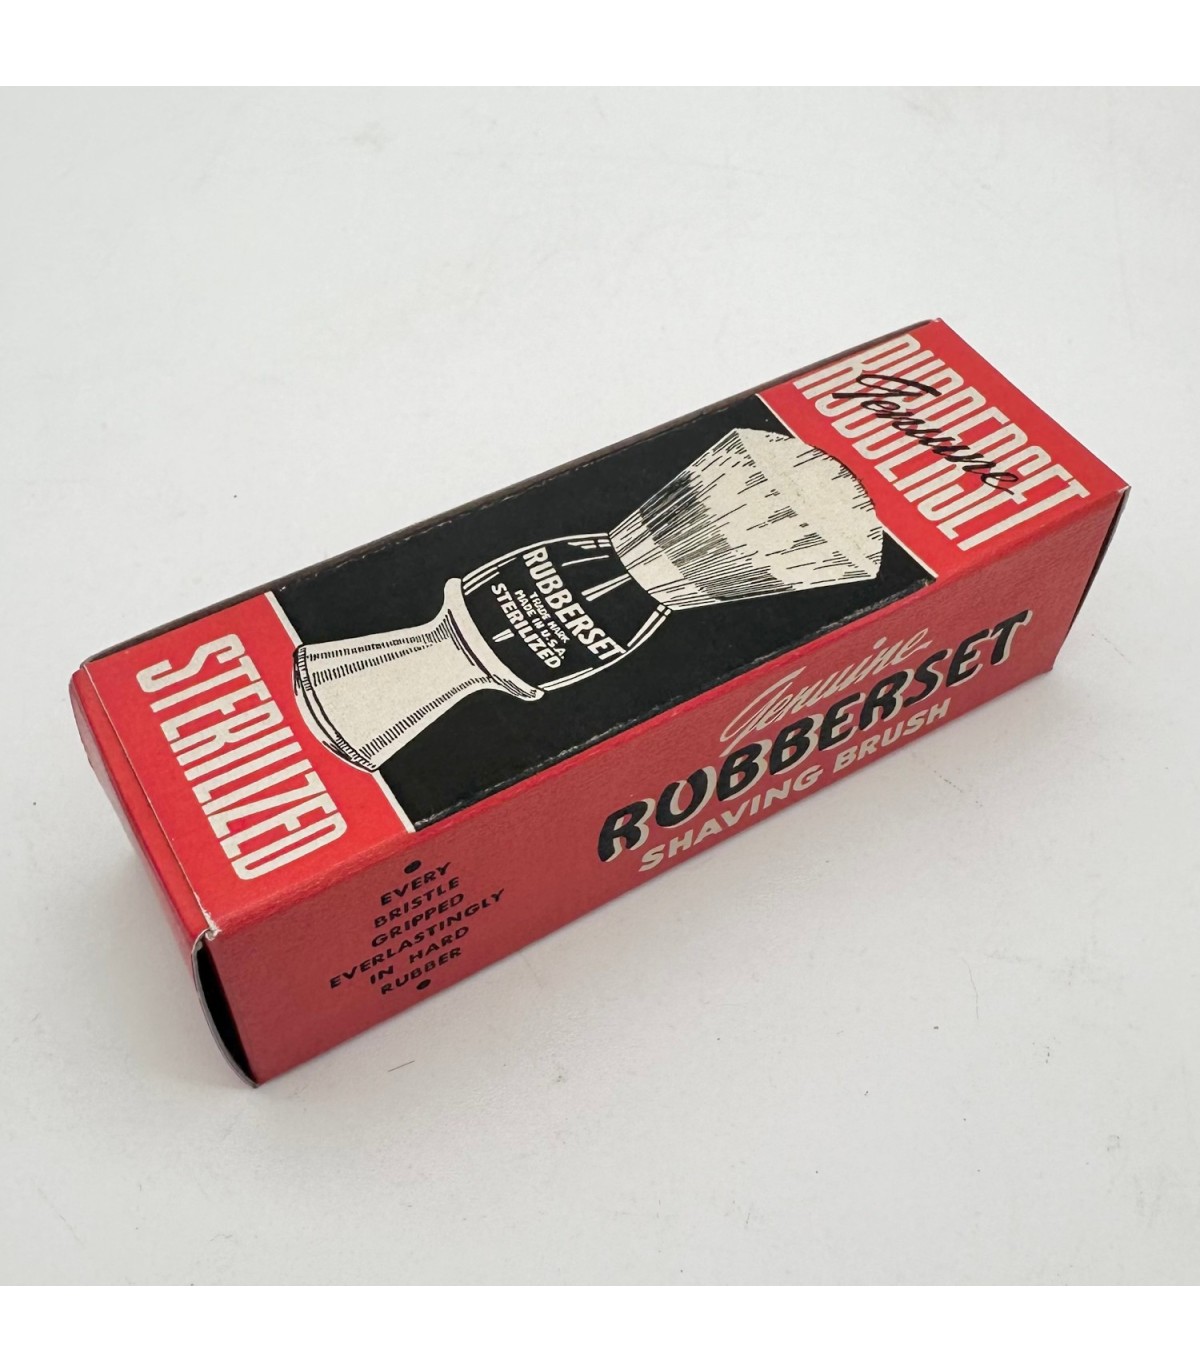 Genuine
RUBBERSET
RUBBERSET
TRADE MARK
MADE IN U.S.A.
STERILIZED
STERILIZED
Genuine
RUBBERSET
SHAVING BRUSH
EVERY
BRISTLE
GRIPPED
EVERLASTINGLY
IN HARD
RUBBER